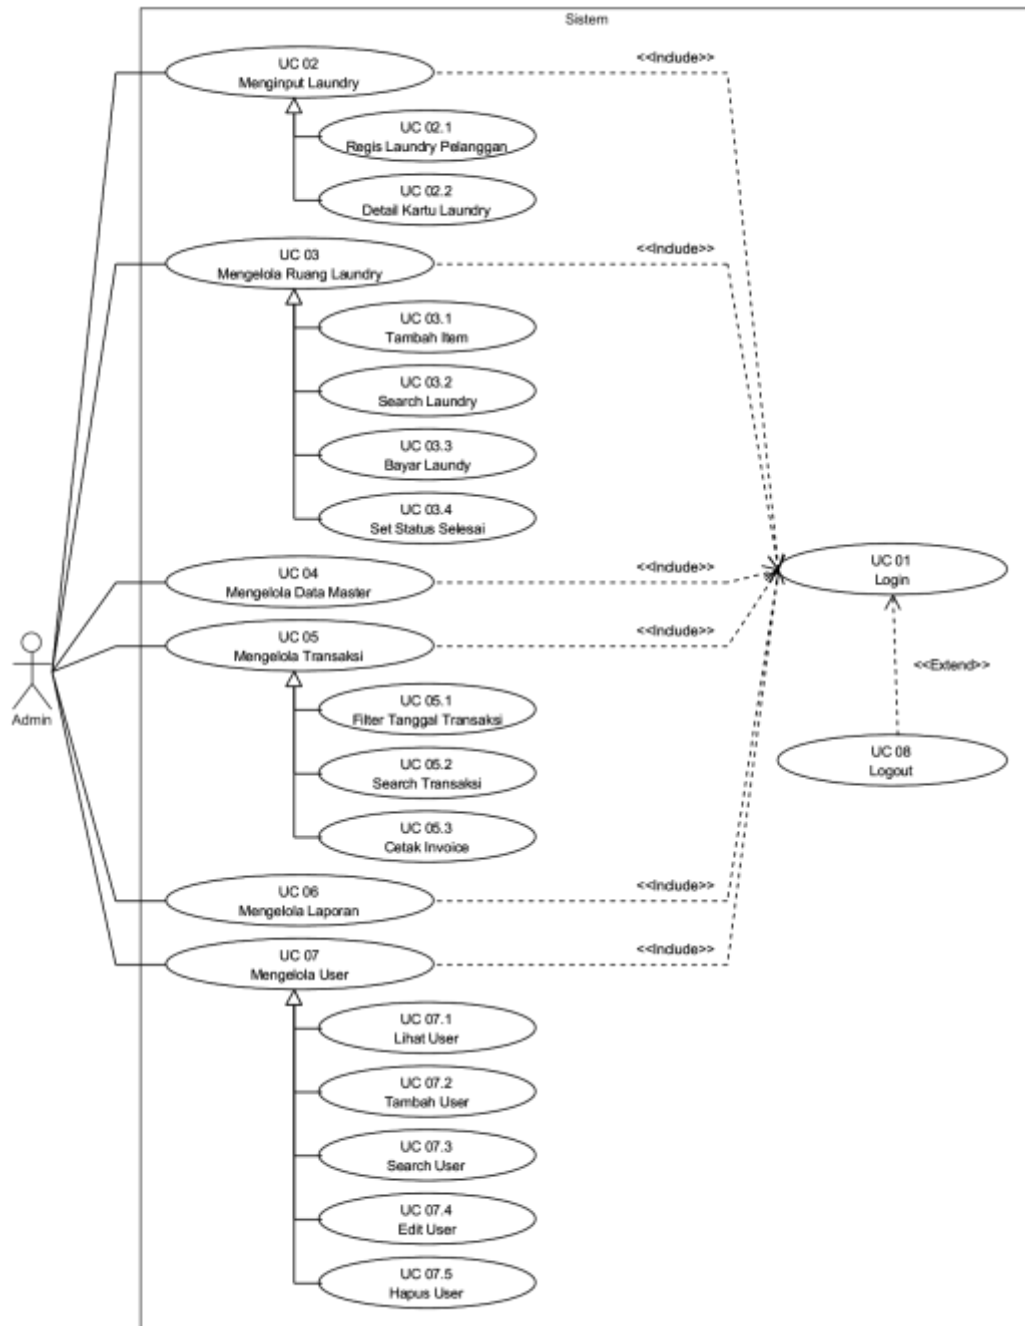 Sistem
UC 02
Menginput Laundry
<<Include>>
UC 02.1
Regis Laundry Pelanggan
UC 02.2
Detail Kartu Laundry
UC 03
Mengelola Ruang Laundry
<<Include>>
UC 03.1
Tambah Item
UC 03.2
Search Laundry
UC 03.3
Bayar Laundy
UC 03.4
Set Status Selesai
UC 04
Mengelola Data Master
<<Include>>
UC 01
Login
UC 05
Mengelola Transaksi
<<Include>>
<<Extend>>
Admin
UC 05.1
Filter Tanggal Transaksi
UC 05.2
Search Transaksi
UC 08
Logout
UC 05.3
Cetak Invoice
UC 06
Mengelola Laporan
<<Include>>
UC 07
Mengelola User
<<Include>>
UC 07.1
Lihat User
UC 07.2
Tambah User
UC 07.3
Search User
UC 07.4
Edit User
UC 07.5
Hapus User